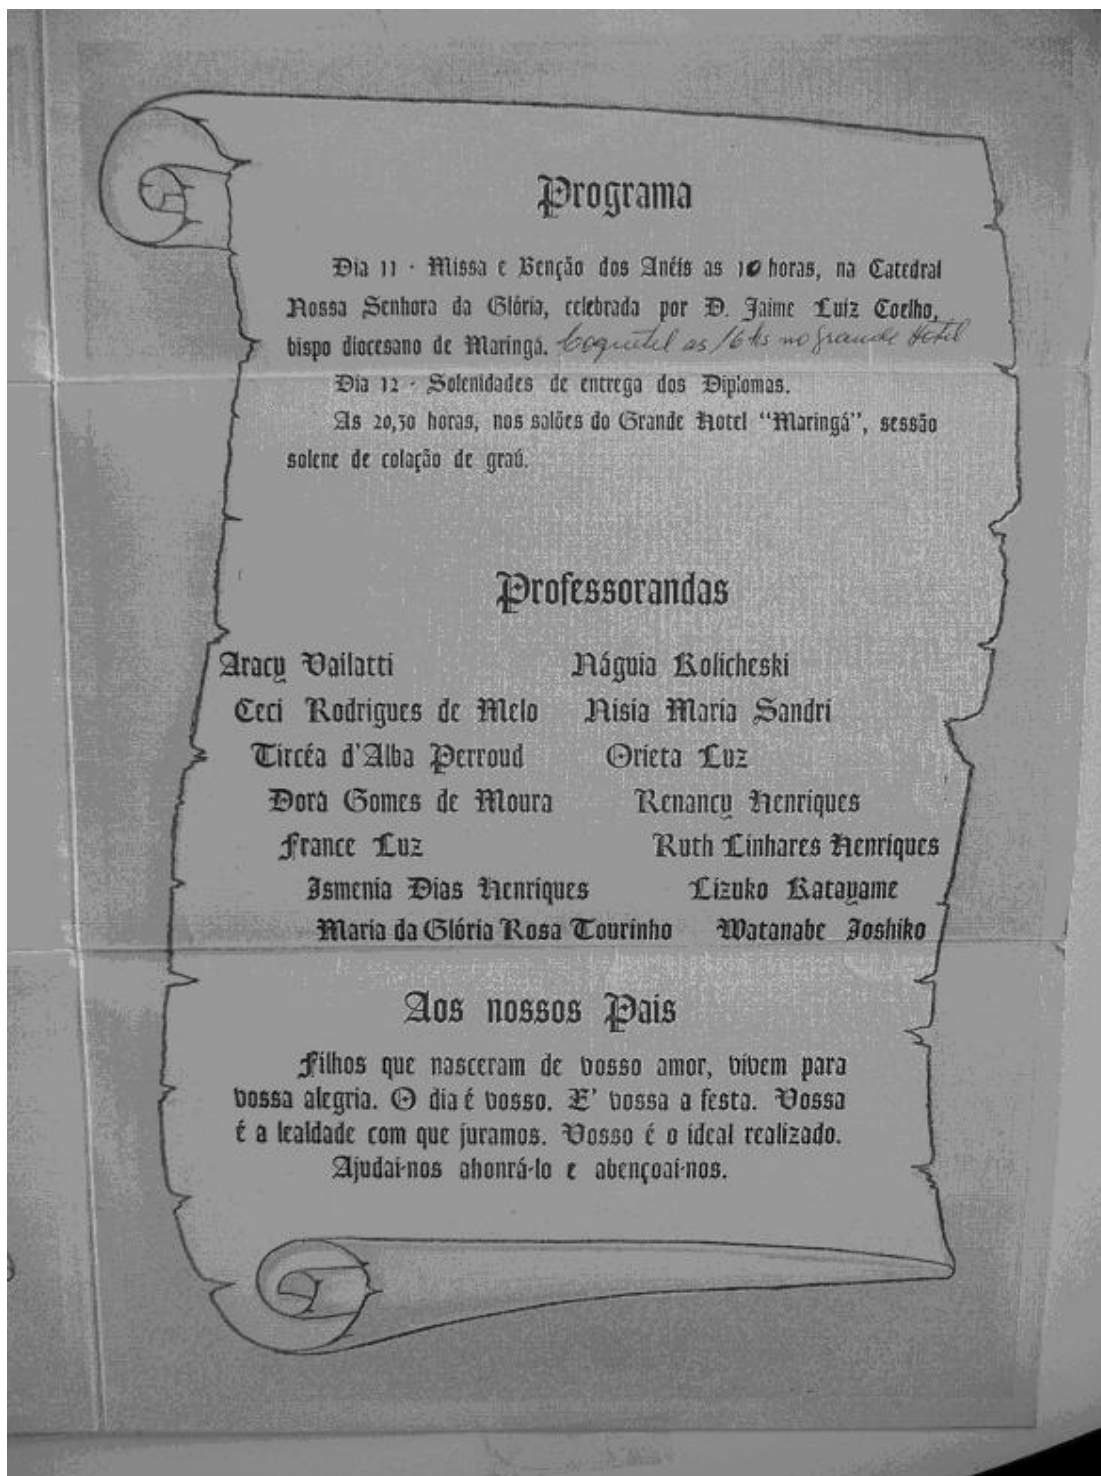 Programa
Dia 11 - Missa e Benção dos Anéis as 10 horas, na Catedral
Nossa Senhora da Glória, celebrada por D. Jaime Luiz Coelho,
bispo diocesano de Maringá. Coquitel as 16 hs no grande Hotel
Dia 12 - Solenidades de entrega dos Diplomas.
As 20,30 horas, nos salões do Grande Hotel "Maringá", sessão
solene de colação de graú.
Professorandas
Aracy Vailatti Náguia Kolicheski
Ceci Rodrigues de Melo Nisia Maria Sandri
Tircéa d'Alba Perroud Orieta Luz
Dora Gomes de Moura Renancy Henriques
France Luz Ruth Linhares Henriques
Ismenia Dias Henriques Lizuko Katayame
Maria da Glória Rosa Tourinho Watanabe Joshiko
Aos nossos Pais
Filhos que nasceram de vosso amor, vivem para
vossa alegria. O dia é vosso. E' vossa a festa. Vossa
é a lealdade com que juramos. Vosso é o ideal realizado.
Ajudai-nos ahonrá-lo e abençoai-nos.